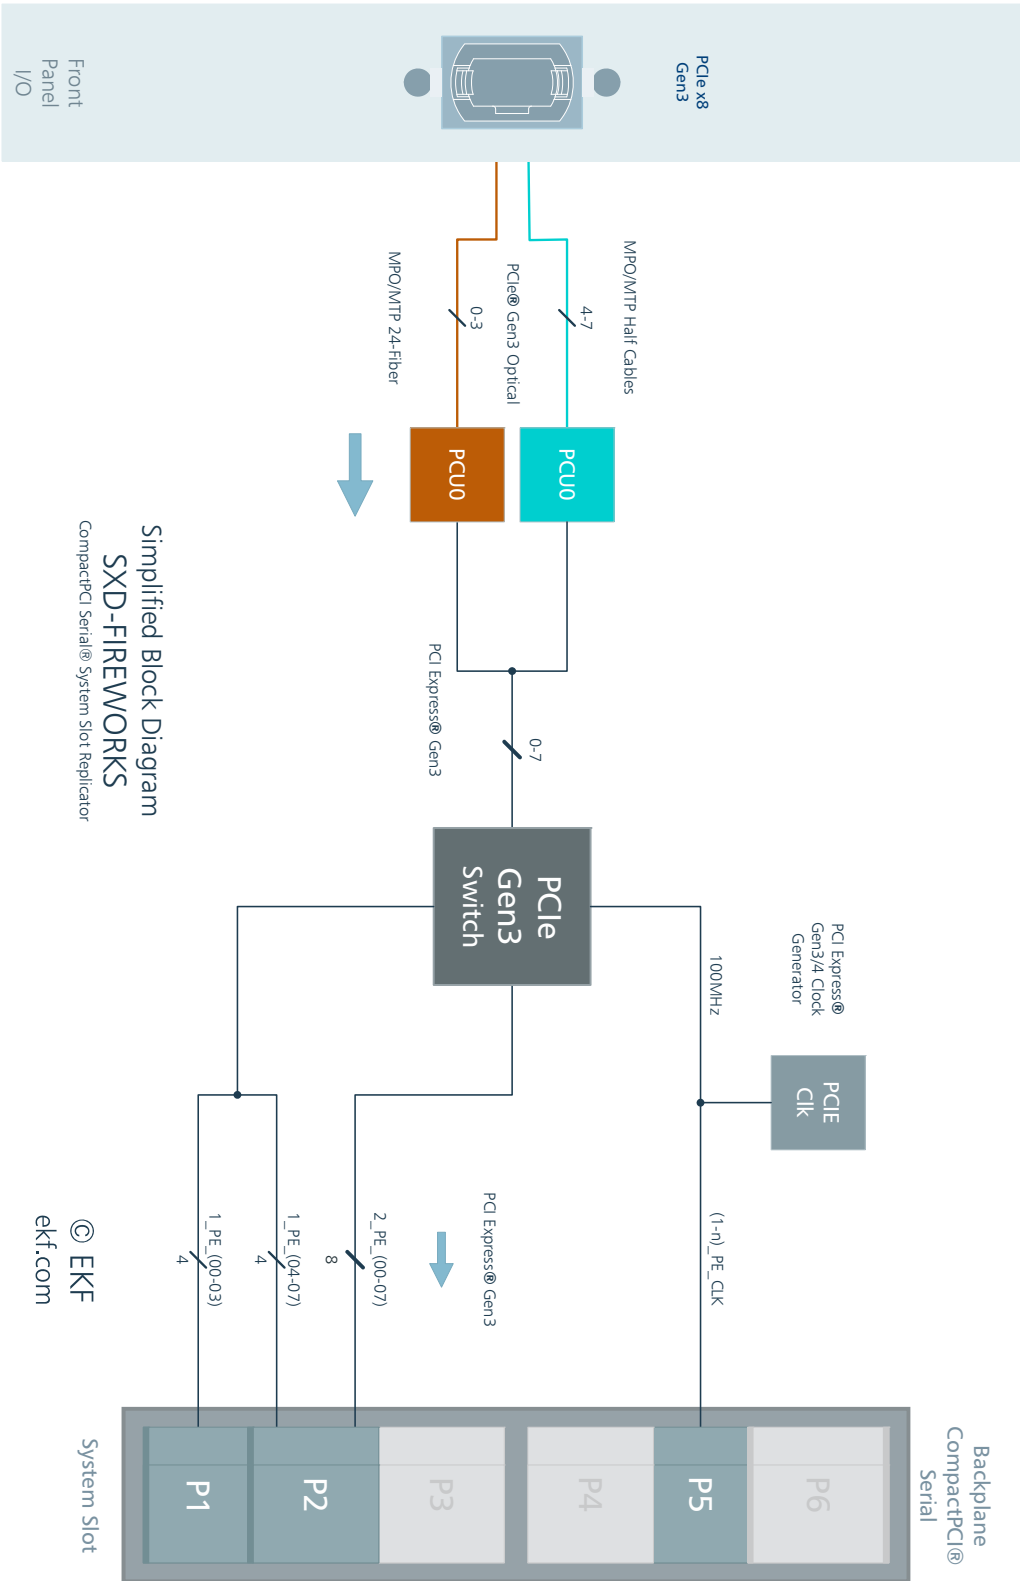 PCIe x8
Gen3
Front
Panel
I/O
MPO/MTP Half Cables
4-7
PCIe® Gen3 Optical
0-3
MPO/MTP 24-Fiber
PCU0
PCU0
Simplified Block Diagram
SXD-FIREWORKS
CompactPCI Serial® System Slot Replicator
PCI Express® Gen3
0-7
PCIe
Gen3
Switch
100MHz
PCI Express®
Gen3/4 Clock
Generator
PCIE
Clk
(1-n)_PE_CLK
PCI Express® Gen3
2_PE_(00-07)
8
1_PE_(04-07)
4
1_PE_(00-03)
4
© EKF
ekf.com
Backplane
CompactPCI®
Serial
P6
P5
P4
P3
P2
P1
System Slot